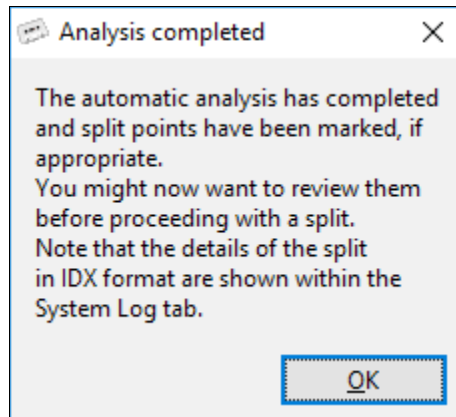 Analysis completed
The automatic analysis has completed
and split points have been marked, if
appropriate.
You might now want to review them
before proceeding with a split.
Note that the details of the split
in IDX format are shown within the
System Log tab.
OK